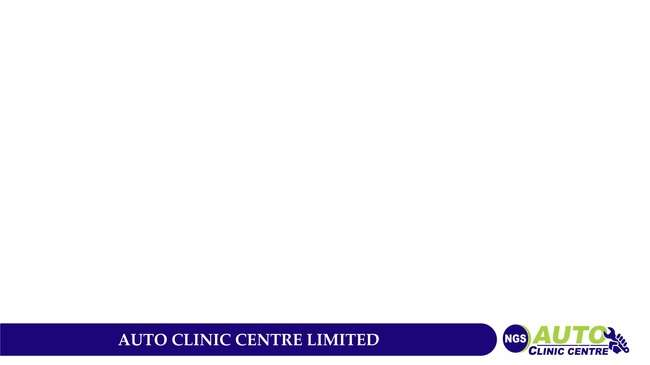 AUTO CLINIC CENTRE LIMITED
NGS
AUTO
CLINIC CENTRE